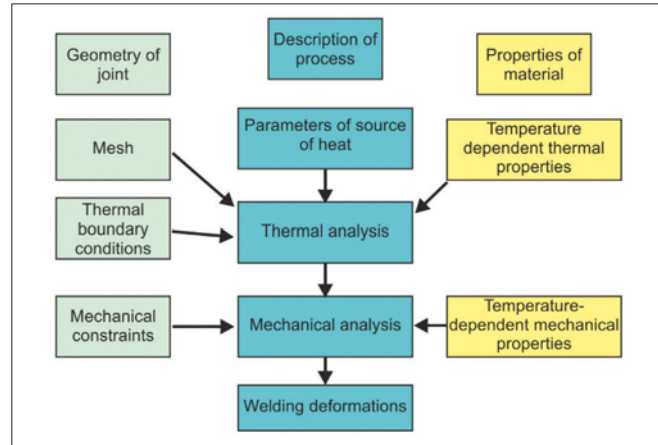 Geometry of
joint
Description of
process
Properties of
material
Mesh
Parameters of source
of heat
Temperature
dependent thermal
properties
Thermal
boundary
conditions
Thermal analysis
Mechanical
constraints
Mechanical analysis
Temperature-
dependent mechanical
properties
Welding deformations